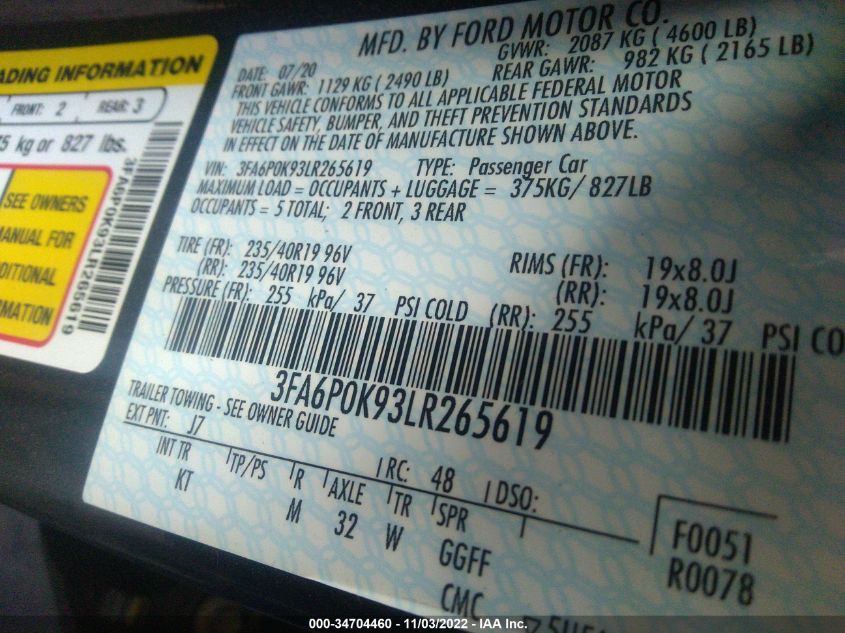 ADING INFORMATION
FRONT: 2 REAR: 3
75 kg or 827 lbs.
SEE OWNERS
MANUAL FOR
DITIONAL
ORMATION
3FA6P0K93LR265619
MFD. BY FORD MOTOR CO.
DATE: 07/20 GVWR: 2087 KG ( 4600 LB)
FRONT GAWR: 1129 KG ( 2490 LB) REAR GAWR: 982 KG ( 2165 LB)
THIS VEHICLE CONFORMS TO ALL APPLICABLE FEDERAL MOTOR
VEHICLE SAFETY, BUMPER, AND THEFT PREVENTION STANDARDS
IN EFFECT ON THE DATE OF MANUFACTURE SHOWN ABOVE.
VIN: 3FA6P0K93LR265619 TYPE: Passenger Car
MAXIMUM LOAD = OCCUPANTS + LUGGAGE = 375KG/ 827LB
OCCUPANTS = 5 TOTAL; 2 FRONT, 3 REAR
TIRE (FR): 235/40R19 96V RIMS (FR): 19x8.0J
(RR): 235/40R19 96V (RR): 19x8.0J
PRESSURE (FR): 255 kPa/ 37 PSI COLD (RR): 255 kPa/ 37 PSI CO
3FA6P0K93LR265619
TRAILER TOWING - SEE OWNER GUIDE
EXT PNT: J7 RC: 48 DSO:
INT TR TP/PS R AXLE TR SPR
KT M 32 W GGFF
F0051
R0078
CMC
000-34704460 - 11/03/2022 - IAA Inc.